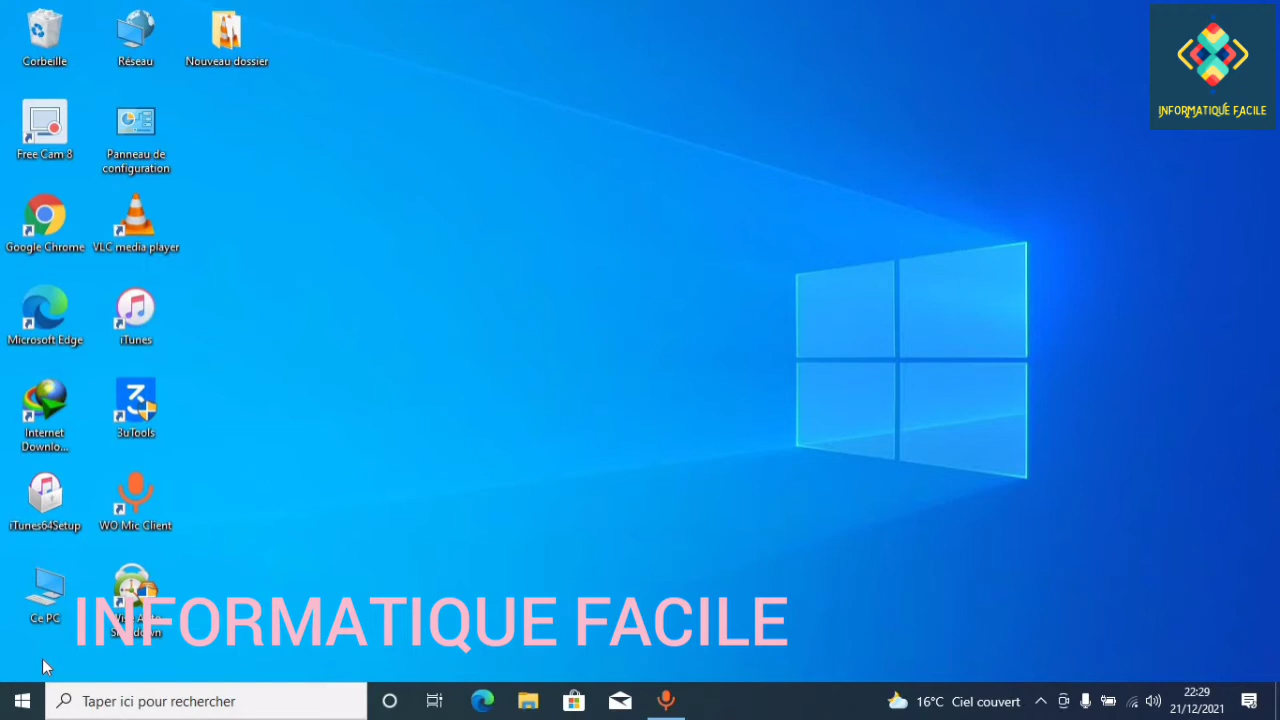 Corbeille
Réseau
Nouveau dossier
Free Cam 8
Panneau de
configuration
Google Chrome
VLC media player
Microsoft Edge
iTunes
Internet
Downlo...
3uTools
iTunes64Setup
WO Mic Client
Ce PC
INFORMATIQUE FACILE
INFORMATIQUE FACILE
Taper ici pour rechercher
16°C Ciel couvert
22:29
21/12/2021